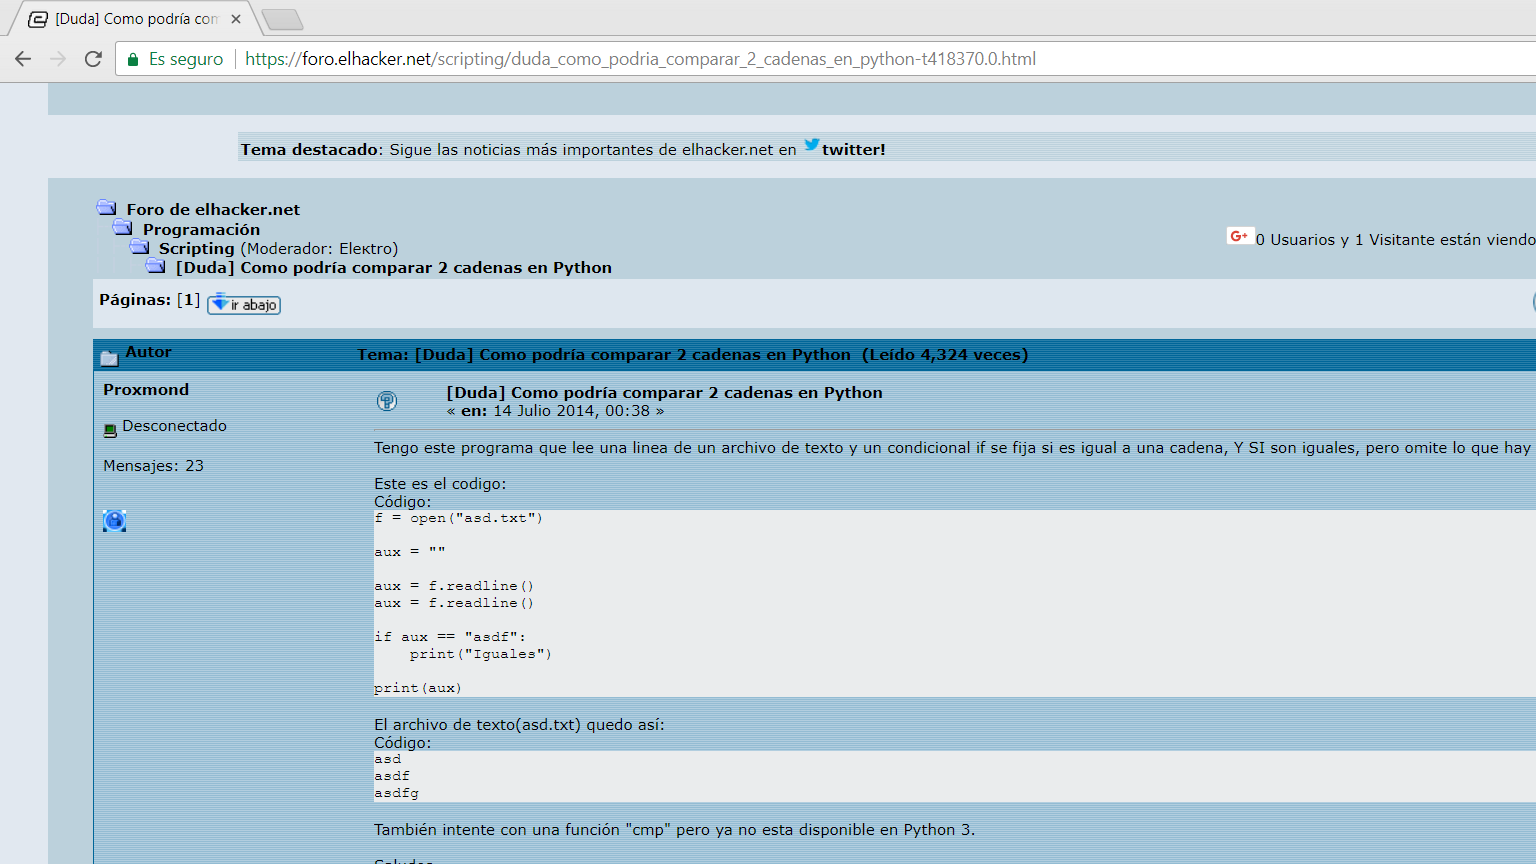 [Duda] Como podría com
Es seguro
https://foro.elhacker.net/scripting/duda_como_podria_comparar_2_cadenas_en_python-t418370.0.html
Tema destacado: Sigue las noticias más importantes de elhacker.net en twitter!
Foro de elhacker.net
Programación
Scripting (Moderador: Eleкtro)
[Duda] Como podría comparar 2 cadenas en Python
G+ 0 Usuarios y 1 Visitante están viendo
Páginas: [1] ir abajo
Autor Tema: [Duda] Como podría comparar 2 cadenas en Python (Leído 4,324 veces)
Proxmond
Desconectado
Mensajes: 23
[Duda] Como podría comparar 2 cadenas en Python
« en: 14 Julio 2014, 00:38 »
Tengo este programa que lee una linea de un archivo de texto y un condicional if se fija si es igual a una cadena, Y SI son iguales, pero omite lo que hay
Este es el codigo:
Código:
f = open("asd.txt")
aux = ""
aux = f.readline()
aux = f.readline()
if aux == "asdf":
    print("Iguales")
print(aux)
El archivo de texto(asd.txt) quedo así:
Código:
asd
asdf
asdfg
También intente con una función "cmp" pero ya no esta disponible en Python 3.
Saludos